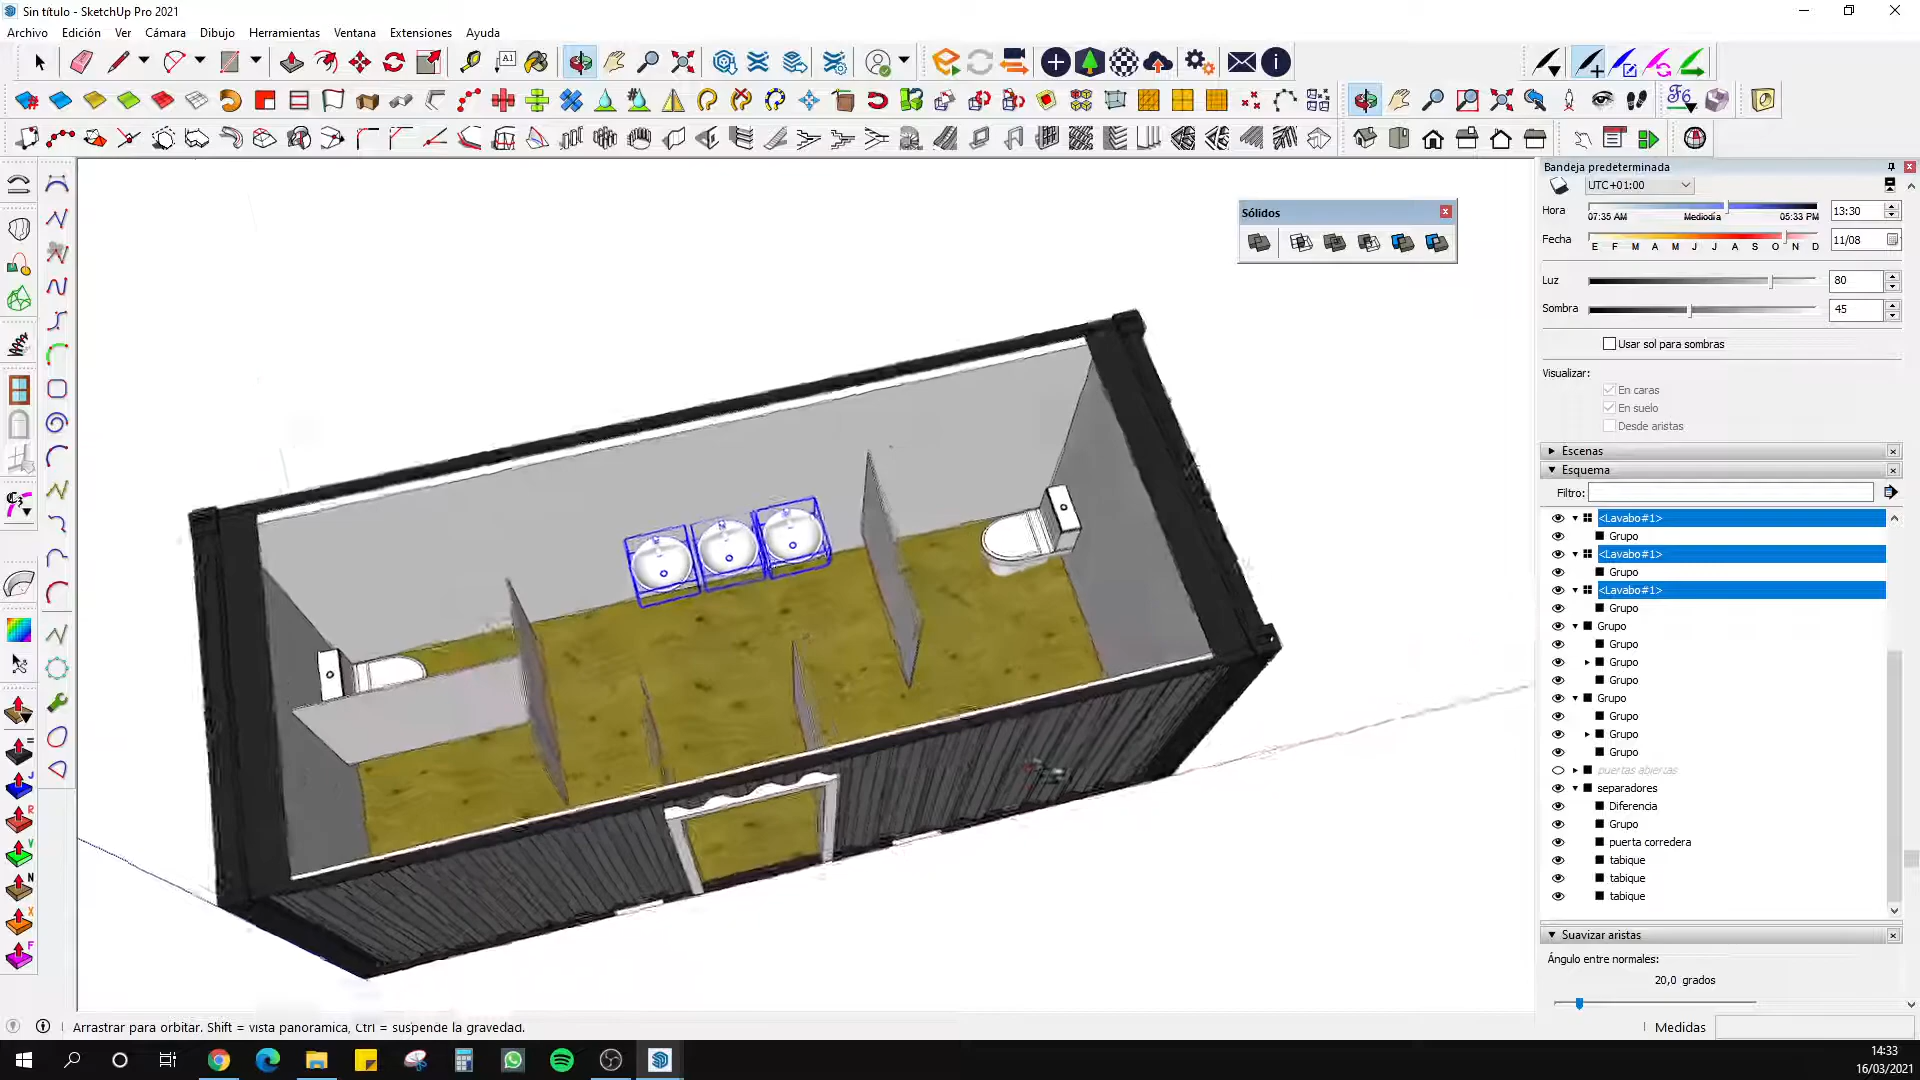 Sin título - SketchUp Pro 2021
Archivo Edición Ver Cámara Dibujo Herramientas Ventana Extensiones Ayuda
A1
F6
Bandeja predeterminada
UTC+01:00
Hora
07:35 AM Mediodía 05:33 PM
13:30
Fecha
E F M A M J J A S O N D
11/08
Luz
80
Sombra
45
Usar sol para sombras
Visualizar:
En caras
En suelo
Desde aristas
Escenas
Esquema
Filtro:
<Lavabo#1>
Grupo
<Lavabo#1>
Grupo
<Lavabo#1>
Grupo
Grupo
Grupo
Grupo
Grupo
Grupo
Grupo
Grupo
Grupo
puertas abiertas
separadores
Diferencia
Grupo
puerta corredera
tabique
tabique
tabique
Suavizar aristas
Ángulo entre normales:
20,0 grados
Sólidos
J
R
V
N
X
F
Arrastrar para orbitar. Shift = vista panorámica, Ctrl = suspende la gravedad.
Medidas
14:33
16/03/2021